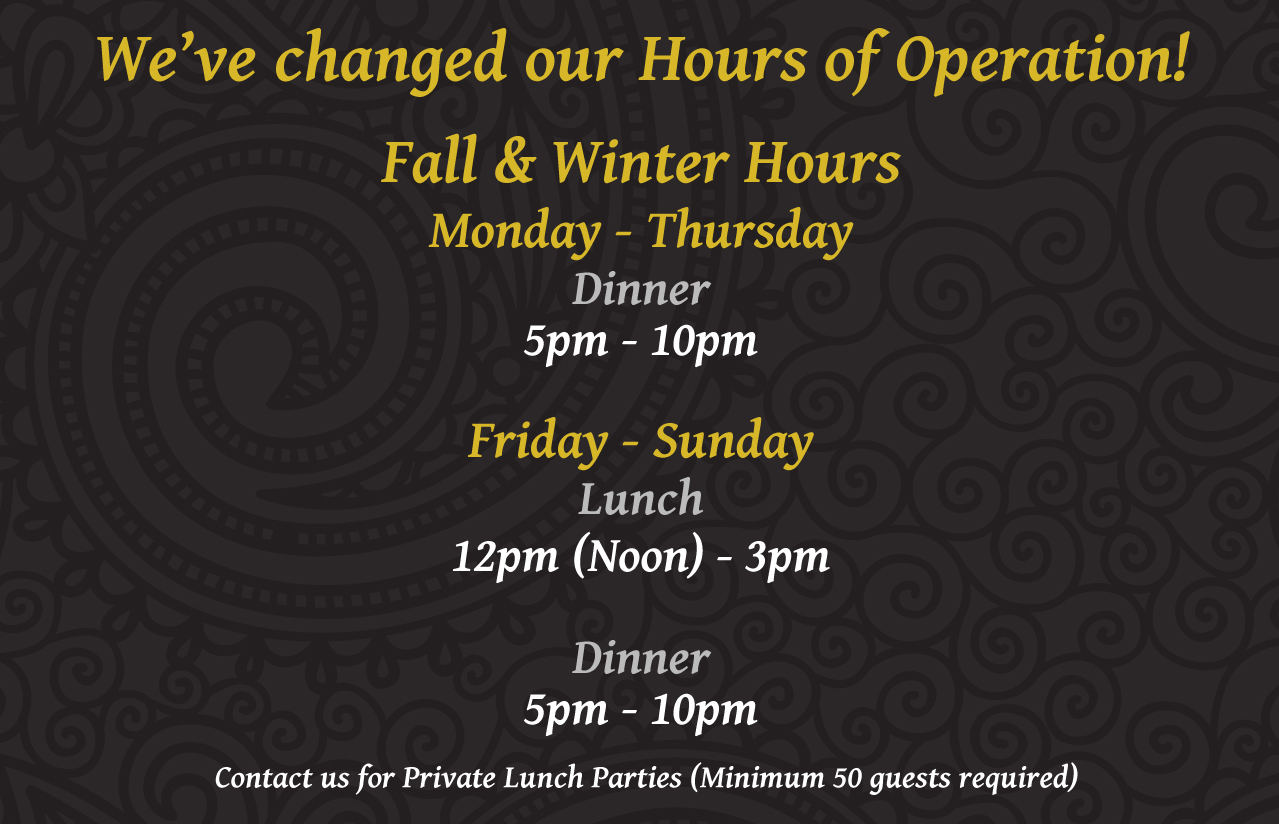 We've changed our Hours of Operation!
Fall & Winter Hours
Monday - Thursday
Dinner
5pm - 10pm
Friday - Sunday
Lunch
12pm (Noon) - 3pm
Dinner
5pm - 10pm
Contact us for Private Lunch Parties (Minimum 50 guests required)